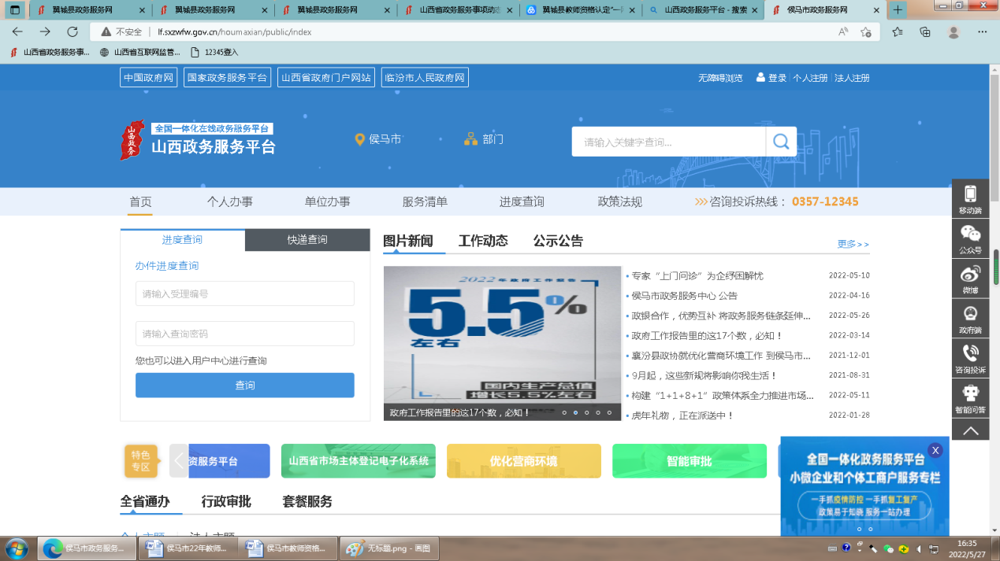 翼城县政务服务网
翼城县政务服务网
翼城县政务服务网
山西省政务服务事项动态
翼城县教师资格认定“一
山西政务服务平台 - 搜索
侯马市政务服务网
不安全
lf.sxzwfw.gov.cn/houmaxian/public/index
山西省政务服务事...
山西省互联网监管...
12345登入
中国政府网
国家政务服务平台
山西省政府门户网站
临汾市人民政府网
无障碍浏览
登录
个人注册
法人注册
山西政务
全国一体化在线政务服务平台
山西政务服务平台
侯马市
部门
请输入关键字查询...
首页
个人办事
单位办事
服务清单
进度查询
政策法规
咨询投诉热线： 0357-12345
进度查询
快递查询
办件进度查询
请输入受理编号
请输入查询密码
您也可以进入用户中心进行查询
查询
图片新闻
工作动态
公示公告
更多>>
2022年政府工作报告
5.5%
左右
国内生产总值
增长5.5%左右
政府工作报告里的这17个数，必知！
专家“上门问诊”为企纾困解忧 2022-05-10
侯马市政务服务中心 公告 2022-04-16
政银合作，优势互补 将政务服务链条延伸... 2022-05-26
政府工作报告里的这17个数，必知！ 2022-03-14
襄汾县政协就优化营商环境工作 到侯马市... 2021-12-01
9月起，这些新规将影响你我生活！ 2021-08-31
构建“1+1+8+1”政策体系全力推进市场... 2022-05-11
虎年礼物，正在派送中！ 2022-01-28
移动端
公众号
微博
政府端
咨询投诉
智能问答
特色
专区
资服务平台
山西省市场主体登记电子化系统
优化营商环境
智能审批
全国一体化政务服务平台
小微企业和个体工商户服务专栏
一手抓疫情防控 一手抓复工复产
政策易于知晓 服务一站办理
X
全省通办
行政审批
套餐服务
个人主题
法人主题
侯马市政务服务...
侯马市22年教师...
侯马市教师资格...
无标题.png - 画图
16:35
2022/5/27